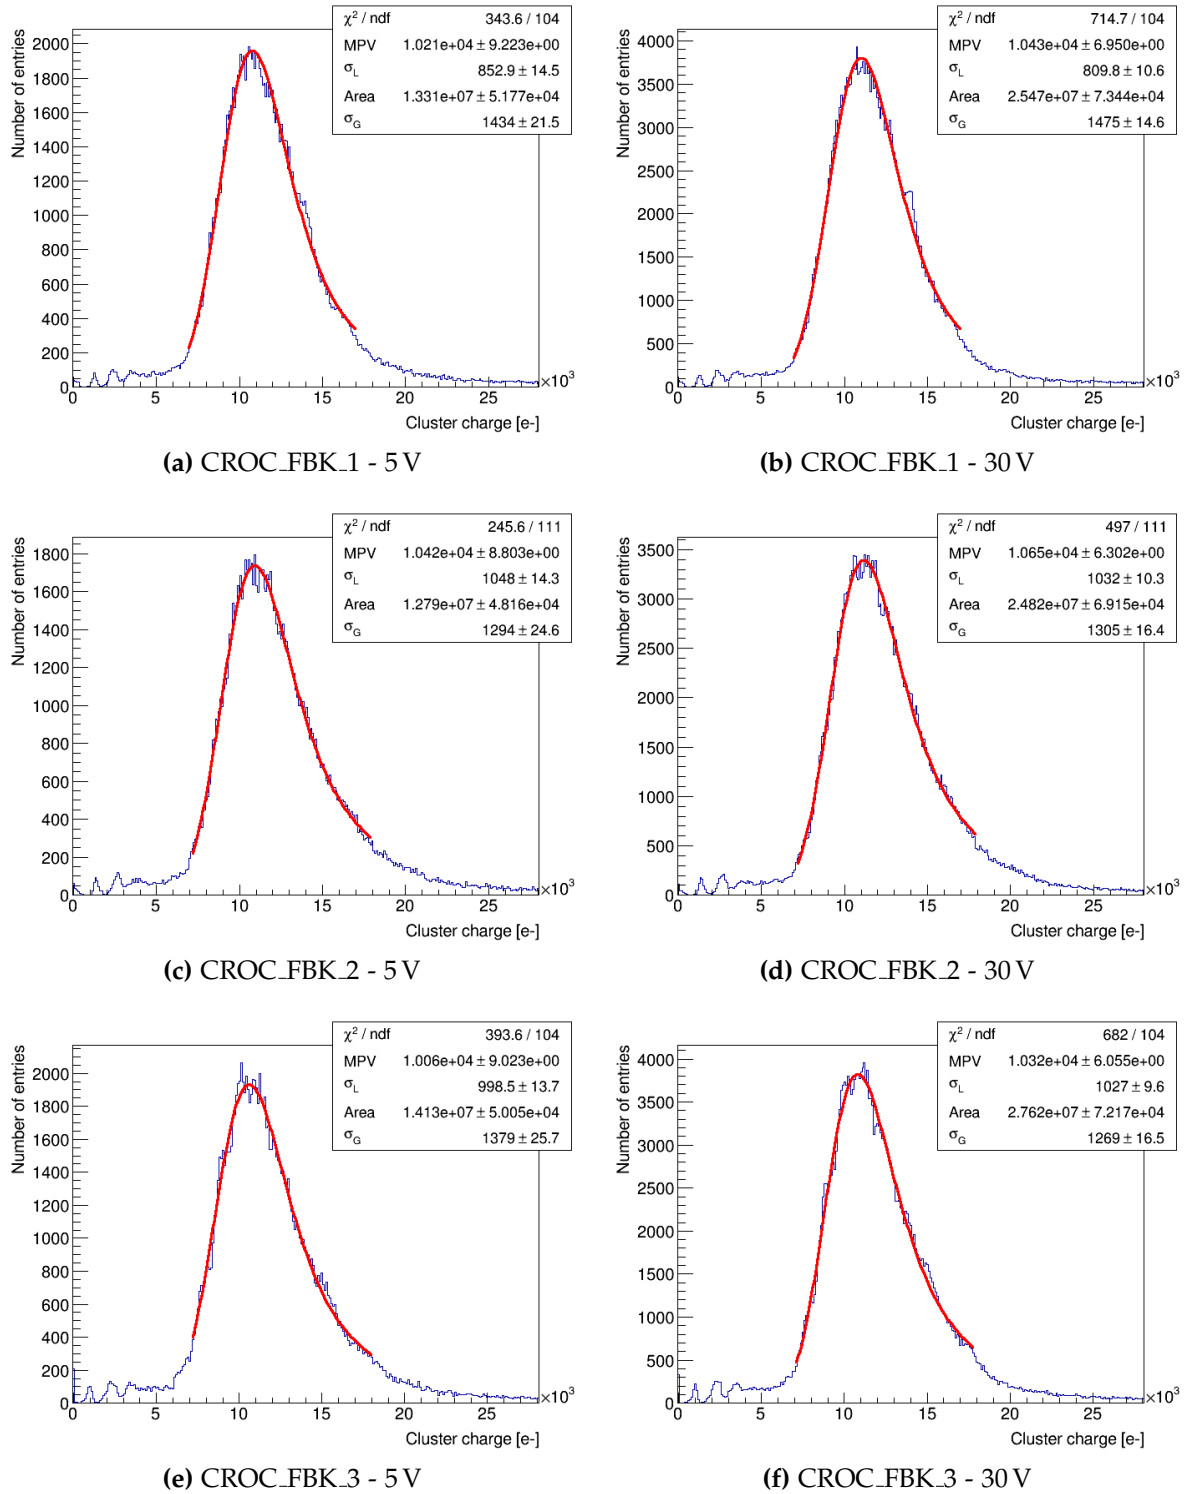 χ² / ndf 343.6 / 104
MPV 1.021e+04 ± 9.223e+00
σL 852.9 ± 14.5
Area 1.331e+07 ± 5.177e+04
σG 1434 ± 21.5
Number of entries
2000
1800
1600
1400
1200
1000
800
600
400
200
0
0 5 10 15 20 25 ×10³
Cluster charge [e-]
(a) CROC_FBK_1 - 5 V
χ² / ndf 714.7 / 104
MPV 1.043e+04 ± 6.950e+00
σL 809.8 ± 10.6
Area 2.547e+07 ± 7.344e+04
σG 1475 ± 14.6
Number of entries
4000
3500
3000
2500
2000
1500
1000
500
0
0 5 10 15 20 25 ×10³
Cluster charge [e-]
(b) CROC_FBK_1 - 30 V
χ² / ndf 245.6 / 111
MPV 1.042e+04 ± 8.803e+00
σL 1048 ± 14.3
Area 1.279e+07 ± 4.816e+04
σG 1294 ± 24.6
Number of entries
1800
1600
1400
1200
1000
800
600
400
200
0
0 5 10 15 20 25 ×10³
Cluster charge [e-]
(c) CROC_FBK_2 - 5 V
χ² / ndf 497 / 111
MPV 1.065e+04 ± 6.302e+00
σL 1032 ± 10.3
Area 2.482e+07 ± 6.915e+04
σG 1305 ± 16.4
Number of entries
3500
3000
2500
2000
1500
1000
500
0
0 5 10 15 20 25 ×10³
Cluster charge [e-]
(d) CROC_FBK_2 - 30 V
χ² / ndf 393.6 / 104
MPV 1.006e+04 ± 9.023e+00
σL 998.5 ± 13.7
Area 1.413e+07 ± 5.005e+04
σG 1379 ± 25.7
Number of entries
2000
1800
1600
1400
1200
1000
800
600
400
200
0
0 5 10 15 20 25 ×10³
Cluster charge [e-]
(e) CROC_FBK_3 - 5 V
χ² / ndf 682 / 104
MPV 1.032e+04 ± 6.055e+00
σL 1027 ± 9.6
Area 2.762e+07 ± 7.217e+04
σG 1269 ± 16.5
Number of entries
4000
3500
3000
2500
2000
1500
1000
500
0
0 5 10 15 20 25 ×10³
Cluster charge [e-]
(f) CROC_FBK_3 - 30 V